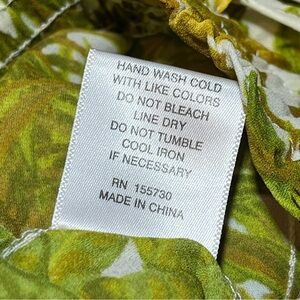 HAND WASH COLD
WITH LIKE COLORS
DO NOT BLEACH
LINE DRY
DO NOT TUMBLE
COOL IRON
IF NECESSARY
RN 155730
MADE IN CHINA